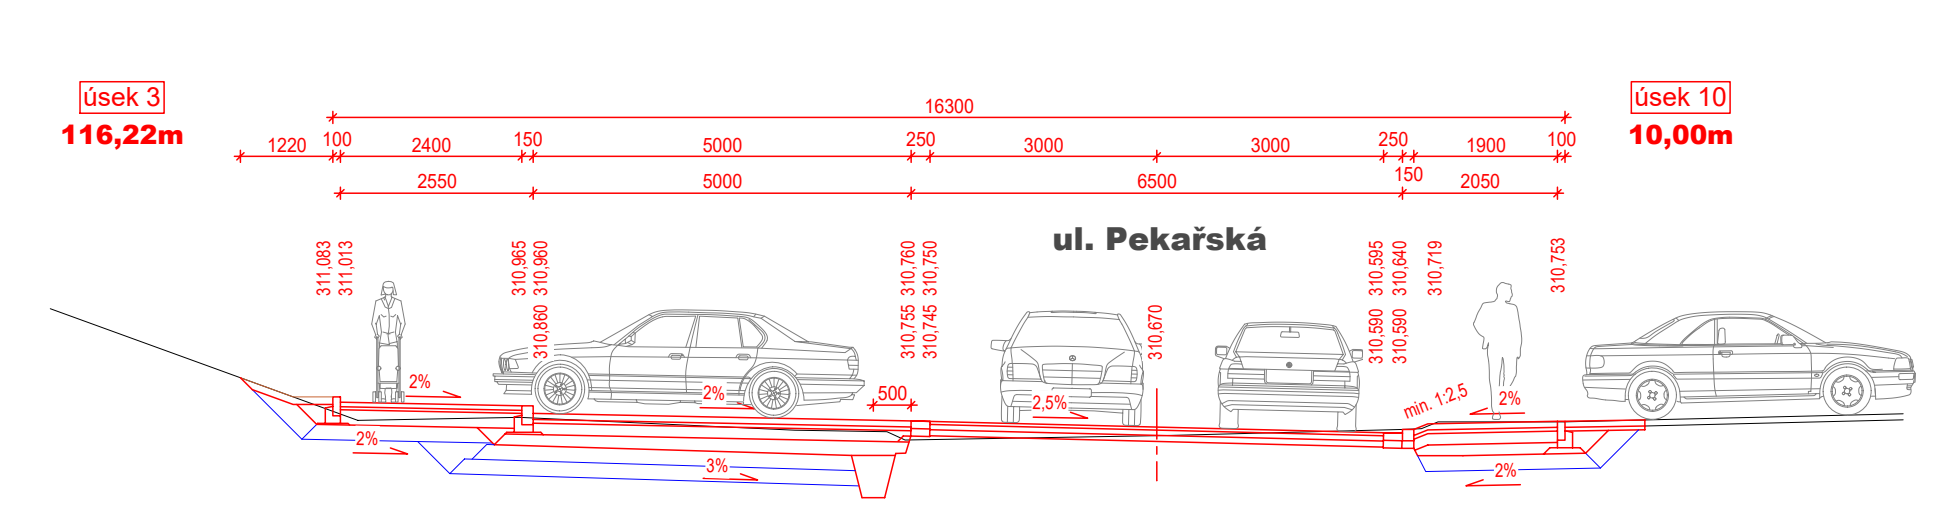 úsek 3
116,22m
úsek 10
10,00m
16300
1220 100 2400 150 5000 250 3000 3000 250 1900 100
2550 5000 6500 150 2050
ul. Pekařská
311,083 311,013 310,965 310,960 310,760 310,750 310,595 310,640 310,719 310,753
310,860 310,755 310,745 310,670 310,590 310,590
2% 2% 500 2,5% min. 1:2,5 2%
2% 3% 2%